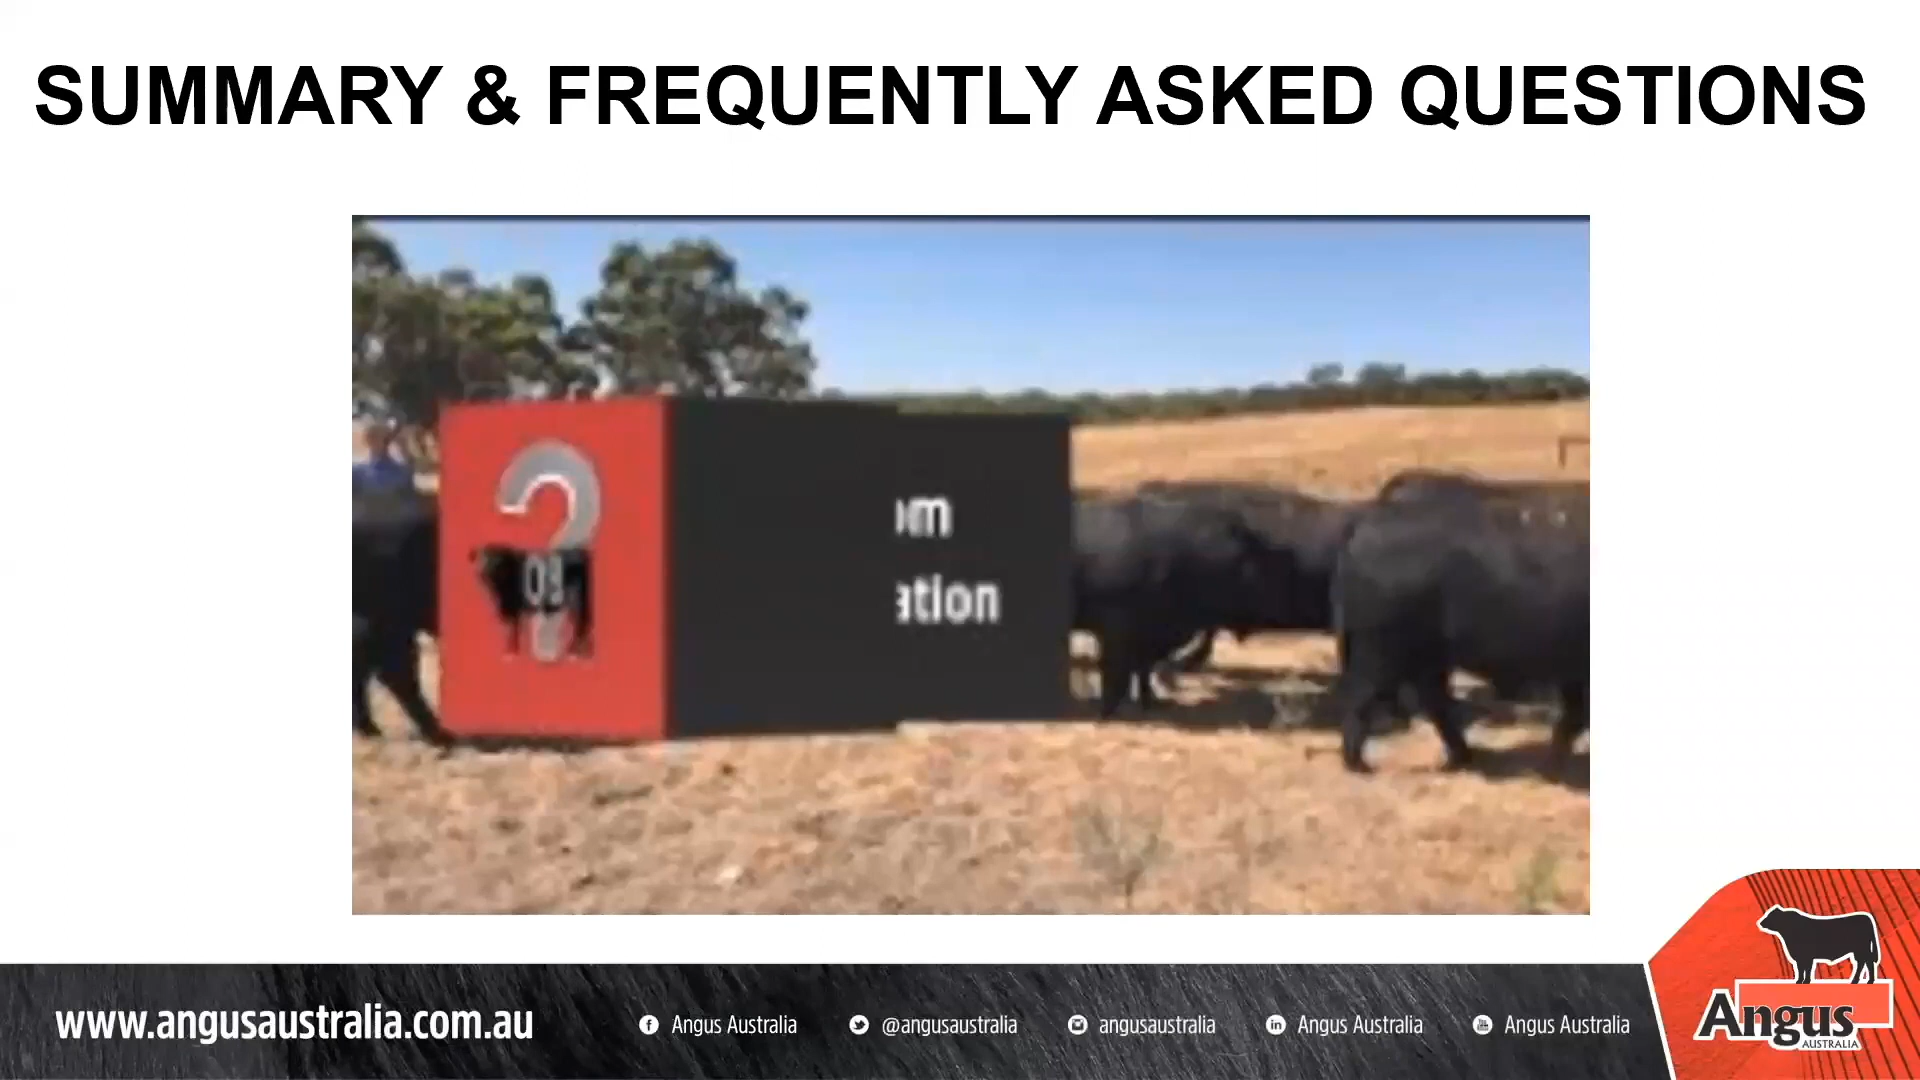 SUMMARY & FREQUENTLY ASKED QUESTIONS
om
ation
www.angusaustralia.com.au
Angus Australia
@angusaustralia
angusaustralia
Angus Australia
Angus Australia
Angus
AUSTRALIA